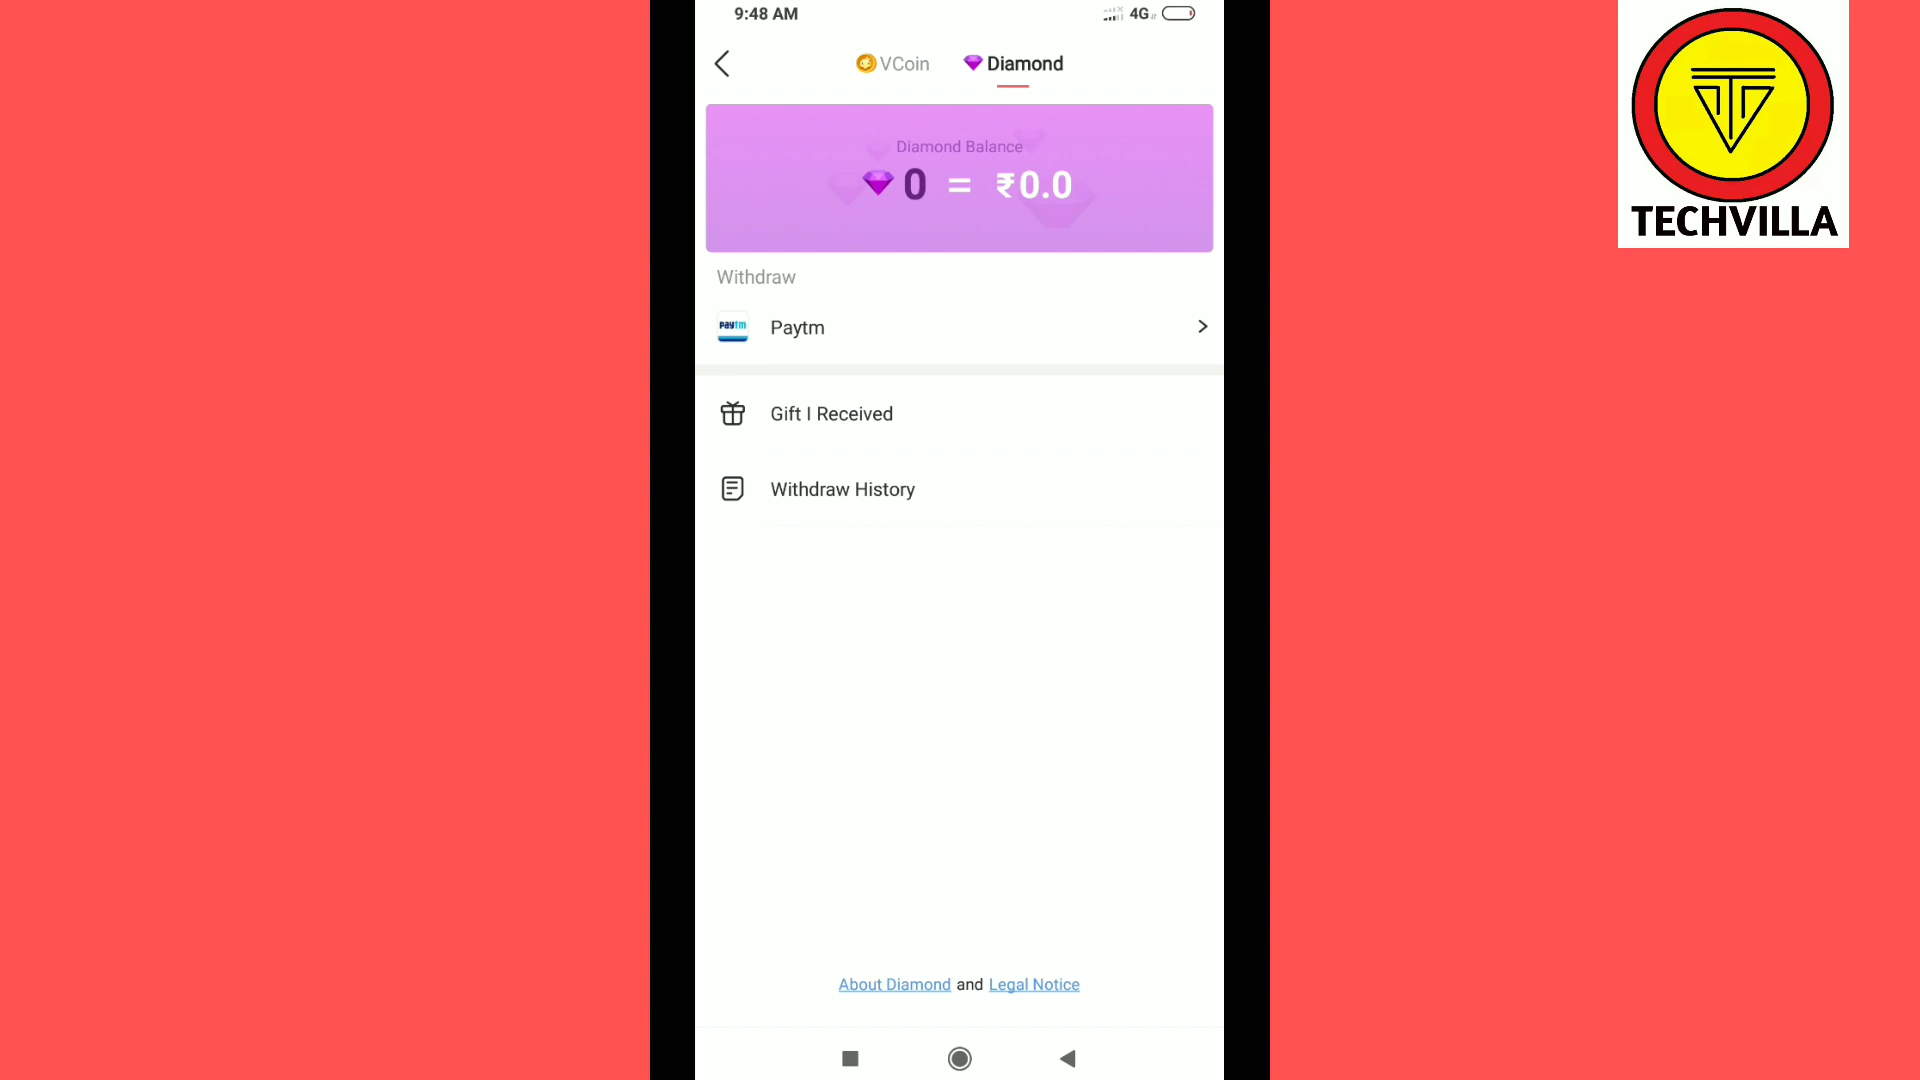 9:48 AM
4G
VCoin
Diamond
Diamond Balance
0 = ₹0.0
Withdraw
paytm
Paytm
Gift I Received
Withdraw History
About Diamond and Legal Notice
TECHVILLA